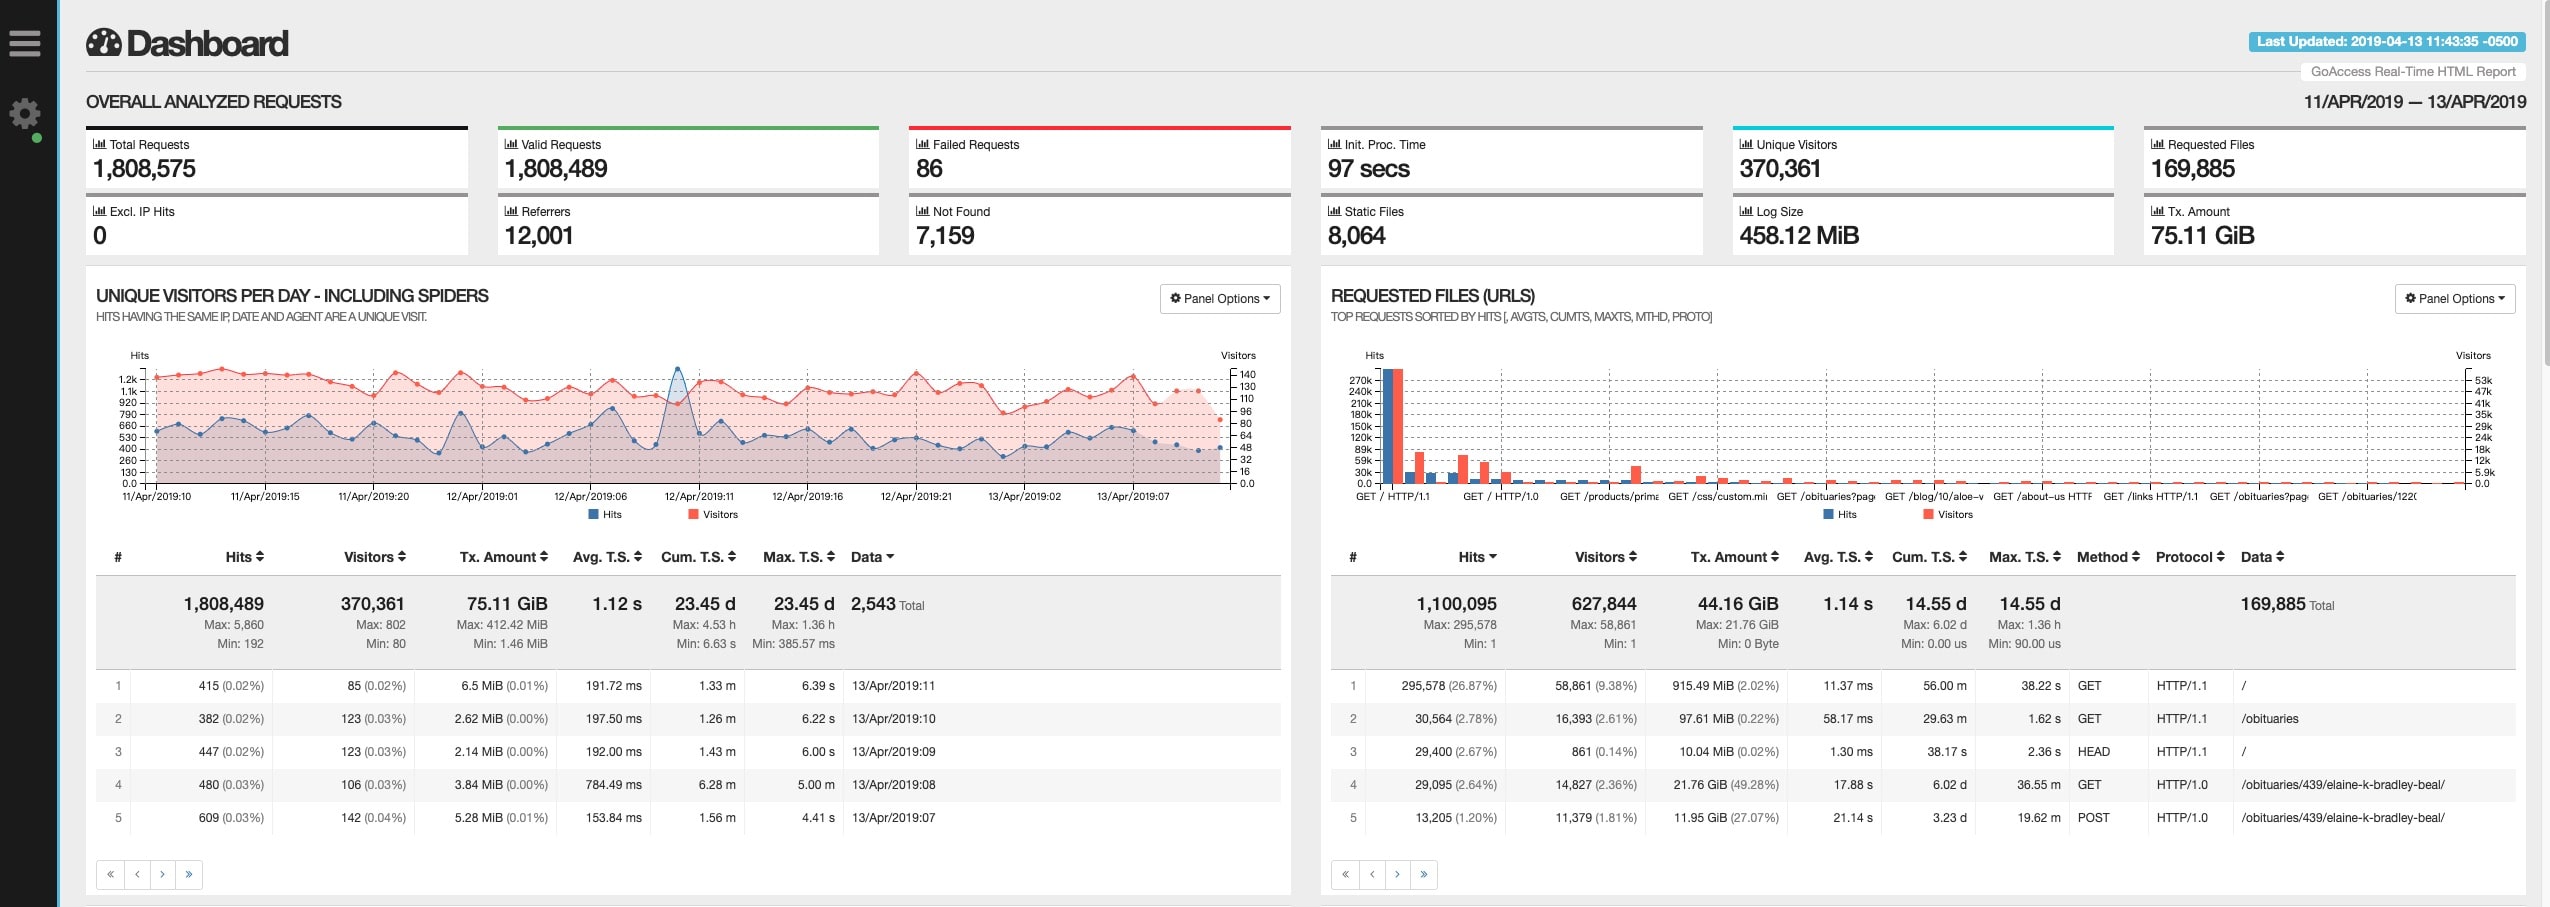 Dashboard
Last Updated: 2019-04-13 11:43:35 -0500
GoAccess Real-Time HTML Report
OVERALL ANALYZED REQUESTS
11/APR/2019 — 13/APR/2019
Total Requests
1,808,575
Valid Requests
1,808,489
Failed Requests
86
Init. Proc. Time
97 secs
Unique Visitors
370,361
Requested Files
169,885
Excl. IP Hits
0
Referrers
12,001
Not Found
7,159
Static Files
8,064
Log Size
458.12 MiB
Tx. Amount
75.11 GiB
UNIQUE VISITORS PER DAY - INCLUDING SPIDERS
Panel Options
HITS HAVING THE SAME IP, DATE AND AGENT ARE A UNIQUE VISIT.
Hits
Visitors
1.2k
1.1k
920
790
660
530
400
260
130
0.0
140
130
110
96
80
64
48
32
16
0.0
11/Apr/2019:10 11/Apr/2019:15 11/Apr/2019:20 12/Apr/2019:01 12/Apr/2019:06 12/Apr/2019:11 12/Apr/2019:16 12/Apr/2019:21 13/Apr/2019:02 13/Apr/2019:07
Hits Visitors
# Hits Visitors Tx. Amount Avg. T.S. Cum. T.S. Max. T.S. Data
1,808,489 370,361 75.11 GiB 1.12 s 23.45 d 23.45 d 2,543 Total
Max: 5,860 Max: 802 Max: 412.42 MiB Max: 4.53 h Max: 1.36 h
Min: 192 Min: 80 Min: 1.46 MiB Min: 6.63 s Min: 385.57 ms
1 415 (0.02%) 85 (0.02%) 6.5 MiB (0.01%) 191.72 ms 1.33 m 6.39 s 13/Apr/2019:11
2 382 (0.02%) 123 (0.03%) 2.62 MiB (0.00%) 197.50 ms 1.26 m 6.22 s 13/Apr/2019:10
3 447 (0.02%) 123 (0.03%) 2.14 MiB (0.00%) 192.00 ms 1.43 m 6.00 s 13/Apr/2019:09
4 480 (0.03%) 106 (0.03%) 3.84 MiB (0.00%) 784.49 ms 6.28 m 5.00 m 13/Apr/2019:08
5 609 (0.03%) 142 (0.04%) 5.28 MiB (0.01%) 153.84 ms 1.56 m 4.41 s 13/Apr/2019:07
« ‹ › »
REQUESTED FILES (URLS)
Panel Options
TOP REQUESTS SORTED BY HITS [, AVGTS, CUMTS, MAXTS, MTHD, PROTO]
Hits
Visitors
270k
240k
210k
180k
150k
120k
89k
59k
30k
0.0
53k
47k
41k
35k
29k
24k
18k
12k
5.9k
0.0
GET / HTTP/1.1 GET / HTTP/1.0 GET /products/prima GET /css/custom.mi GET /obituaries?page GET /blog/10/aloe-v GET /about-us HTTP GET /links HTTP/1.1 GET /obituaries?page GET /obituaries/1220
Hits Visitors
# Hits Visitors Tx. Amount Avg. T.S. Cum. T.S. Max. T.S. Method Protocol Data
1,100,095 627,844 44.16 GiB 1.14 s 14.55 d 14.55 d 169,885 Total
Max: 295,578 Max: 58,861 Max: 21.76 GiB Max: 6.02 d Max: 1.36 h
Min: 1 Min: 1 Min: 0 Byte Min: 0.00 us Min: 90.00 us
1 295,578 (26.87%) 58,861 (9.38%) 915.49 MiB (2.02%) 11.37 ms 56.00 m 38.22 s GET HTTP/1.1 /
2 30,564 (2.78%) 16,393 (2.61%) 97.61 MiB (0.22%) 58.17 ms 29.63 m 1.62 s GET HTTP/1.1 /obituaries
3 29,400 (2.67%) 861 (0.14%) 10.04 MiB (0.02%) 1.30 ms 38.17 s 2.36 s HEAD HTTP/1.1 /
4 29,095 (2.64%) 14,827 (2.36%) 21.76 GiB (49.28%) 17.88 s 6.02 d 36.55 m GET HTTP/1.0 /obituaries/439/elaine-k-bradley-beal/
5 13,205 (1.20%) 11,379 (1.81%) 11.95 GiB (27.07%) 21.14 s 3.23 d 19.62 m POST HTTP/1.0 /obituaries/439/elaine-k-bradley-beal/
« ‹ › »